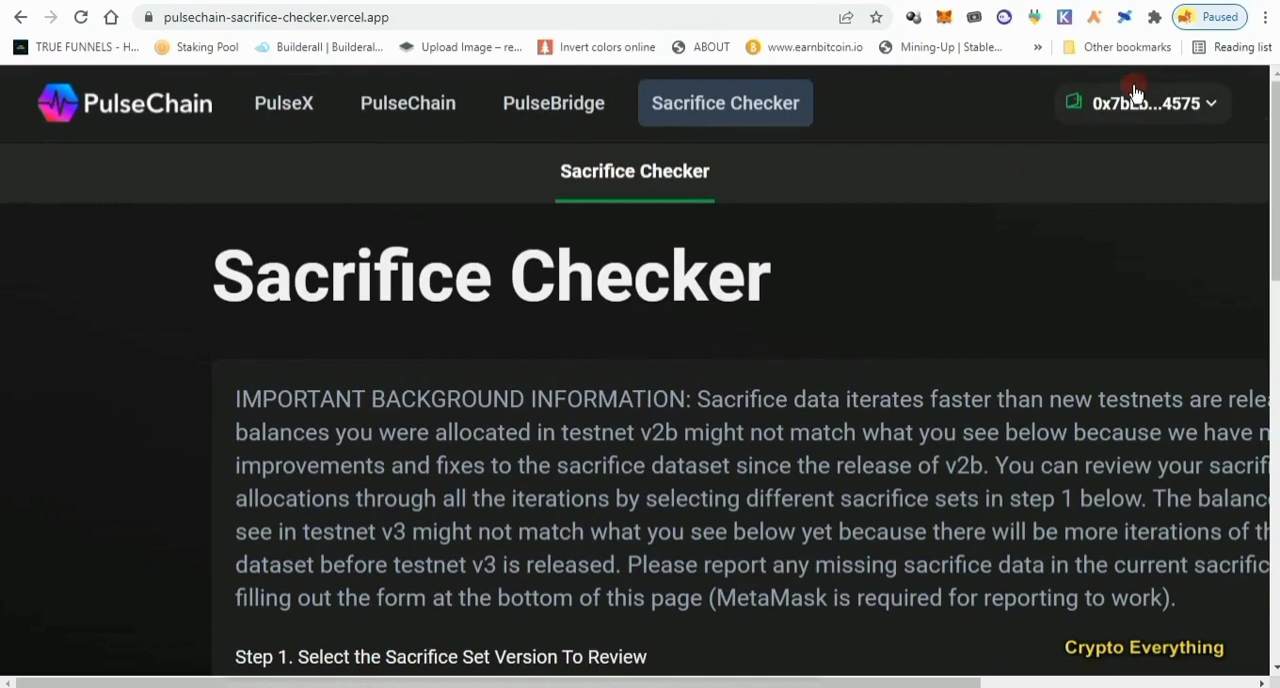 pulsechain-sacrifice-checker.vercel.app
Paused
TRUE FUNNELS - H...
Staking Pool
Builderall | Builderal...
Upload Image – re...
Invert colors online
ABOUT
www.earnbitcoin.io
Mining-Up | Stable...
»
Other bookmarks
Reading list
PulseChain
PulseX
PulseChain
PulseBridge
Sacrifice Checker
...4575
Sacrifice Checker
Sacrifice Checker
IMPORTANT BACKGROUND INFORMATION: Sacrifice data iterates faster than new testnets are rele
balances you were allocated in testnet v2b might not match what you see below because we have
improvements and fixes to the sacrifice dataset since the release of v2b. You can review your sacrifi
allocations through all the iterations by selecting different sacrifice sets in step 1 below. The balanc
see in testnet v3 might not match what you see below yet because there will be more iterations of
dataset before testnet v3 is released. Please report any missing sacrifice data in the current sacrific
filling out the form at the bottom of this page (MetaMask is required for reporting to work).
Step 1. Select the Sacrifice Set Version To Review
Crypto Everything